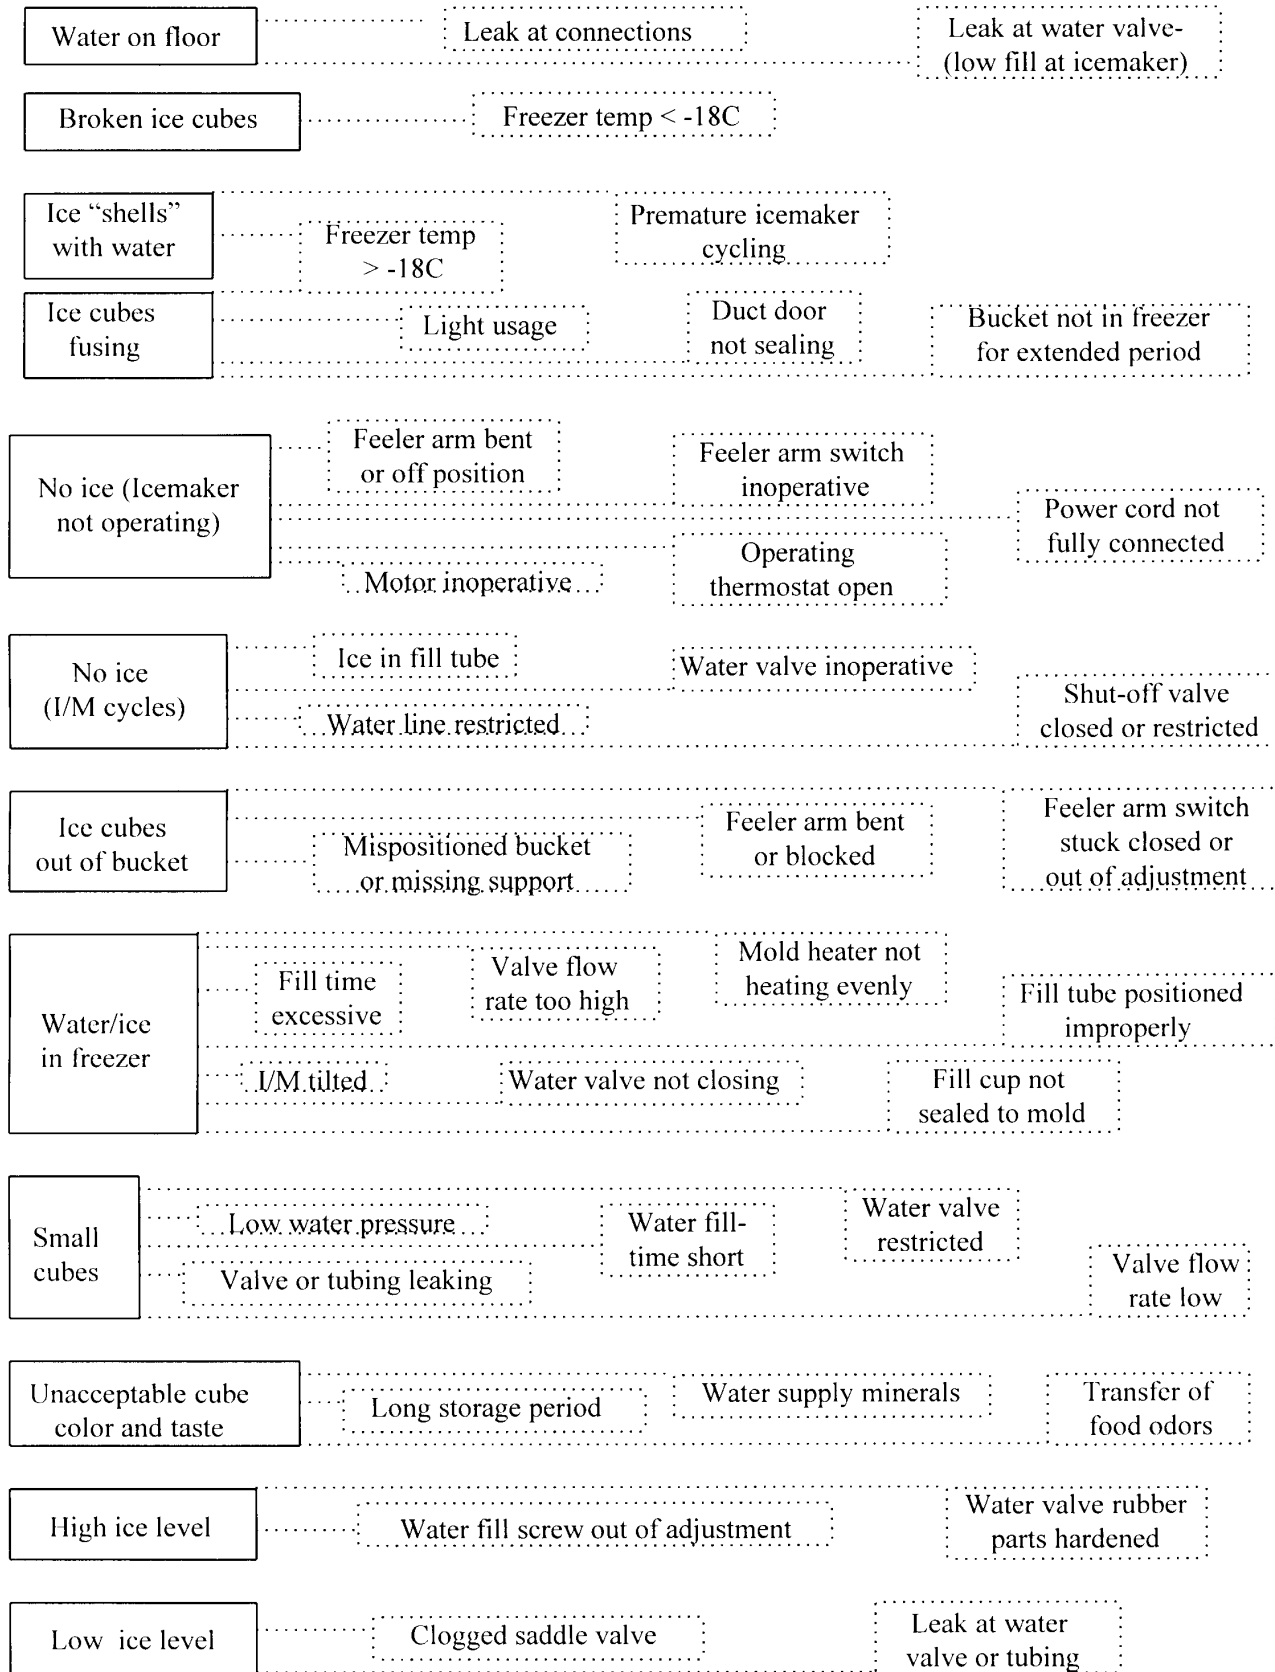 Water on floor
Leak at connections
Leak at water valve-
(low fill at icemaker)
Broken ice cubes
Freezer temp < -18C
Ice “shells”
with water
Freezer temp
> -18C
Premature icemaker
cycling
Ice cubes
fusing
Light usage
Duct door
not sealing
Bucket not in freezer
for extended period
No ice (Icemaker
not operating)
Feeler arm bent
or off position
Feeler arm switch
inoperative
Power cord not
fully connected
Motor inoperative
Operating
thermostat open
No ice
(I/M cycles)
Ice in fill tube
Water valve inoperative
Water line restricted
Shut-off valve
closed or restricted
Ice cubes
out of bucket
Mispositioned bucket
or missing support
Feeler arm bent
or blocked
Feeler arm switch
stuck closed or
out of adjustment
Water/ice
in freezer
Fill time
excessive
Valve flow
rate too high
Mold heater not
heating evenly
Fill tube positioned
improperly
I/M tilted
Water valve not closing
Fill cup not
sealed to mold
Small
cubes
Low water pressure
Water fill-
time short
Water valve
restricted
Valve or tubing leaking
Valve flow
rate low
Unacceptable cube
color and taste
Long storage period
Water supply minerals
Transfer of
food odors
High ice level
Water fill screw out of adjustment
Water valve rubber
parts hardened
Low ice level
Clogged saddle valve
Leak at water
valve or tubing